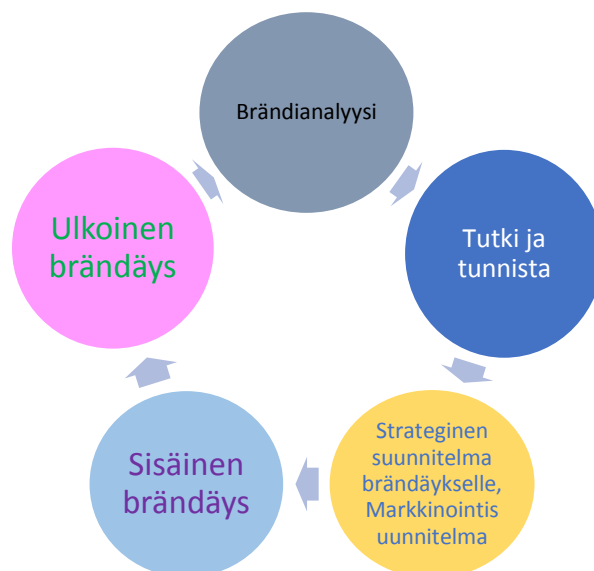 Brändianalyysi
Tutki ja
tunnista
Strateginen
suunnitelma
brändäykselle,
Markkinointis
uunnitelma
Sisäinen
brändäys
Ulkoinen
brändäys